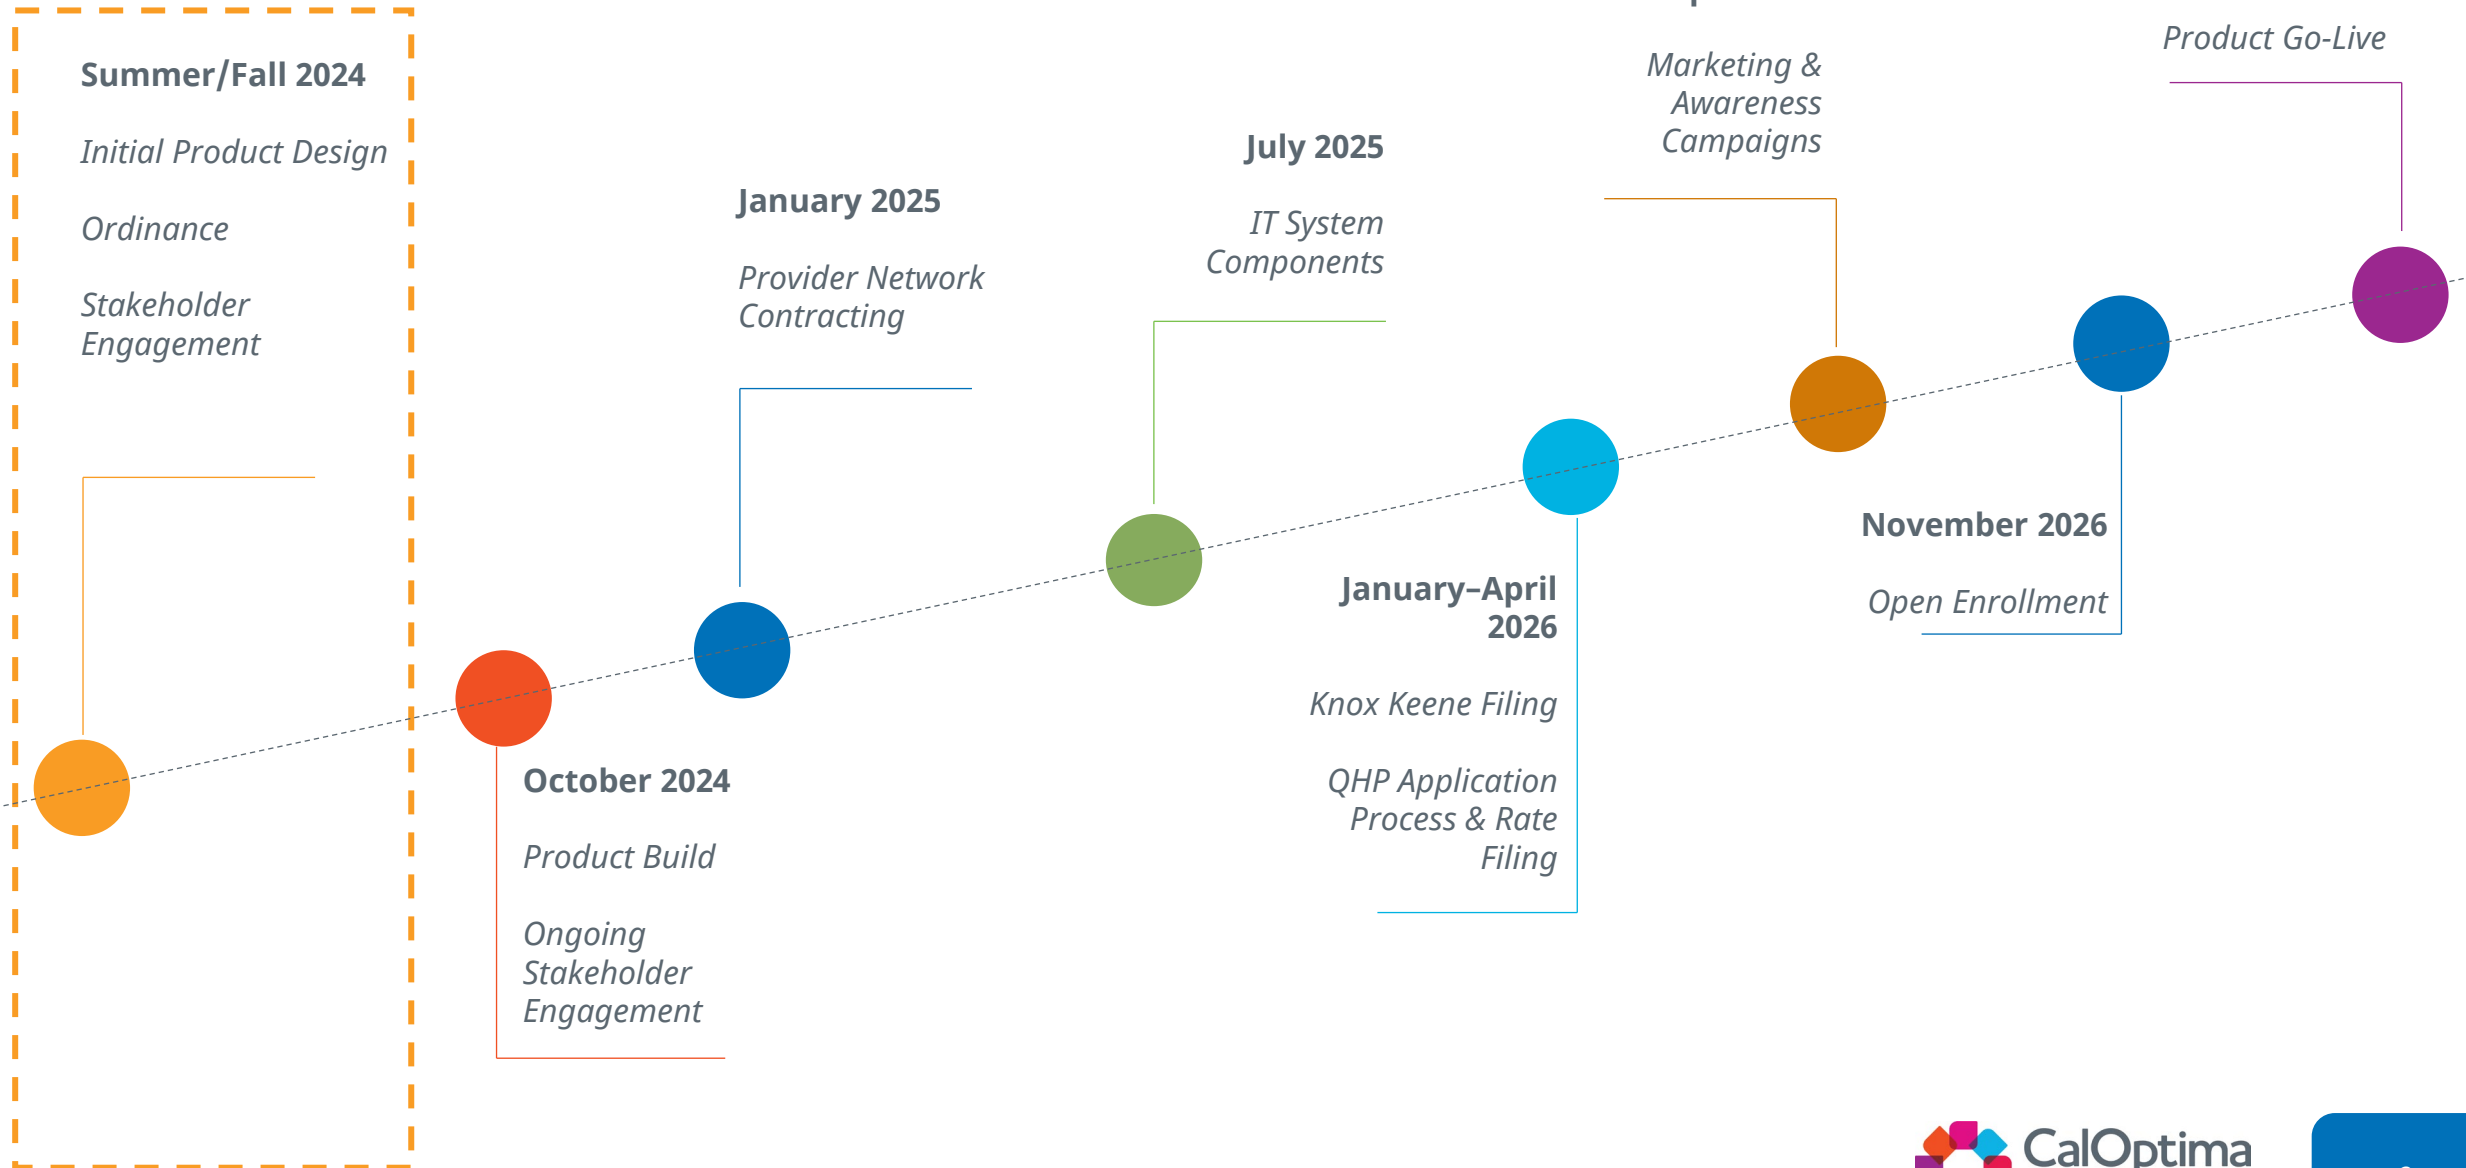 Summer/Fall 2024
Initial Product Design
Ordinance
Stakeholder
Engagement
October 2024
Product Build
Ongoing
Stakeholder
Engagement
January 2025
Provider Network
Contracting
July 2025
IT System
Components
January–April
2026
Knox Keene Filing
QHP Application
Process & Rate
Filing
Marketing &
Awareness
Campaigns
November 2026
Open Enrollment
Product Go-Live
CalOptima